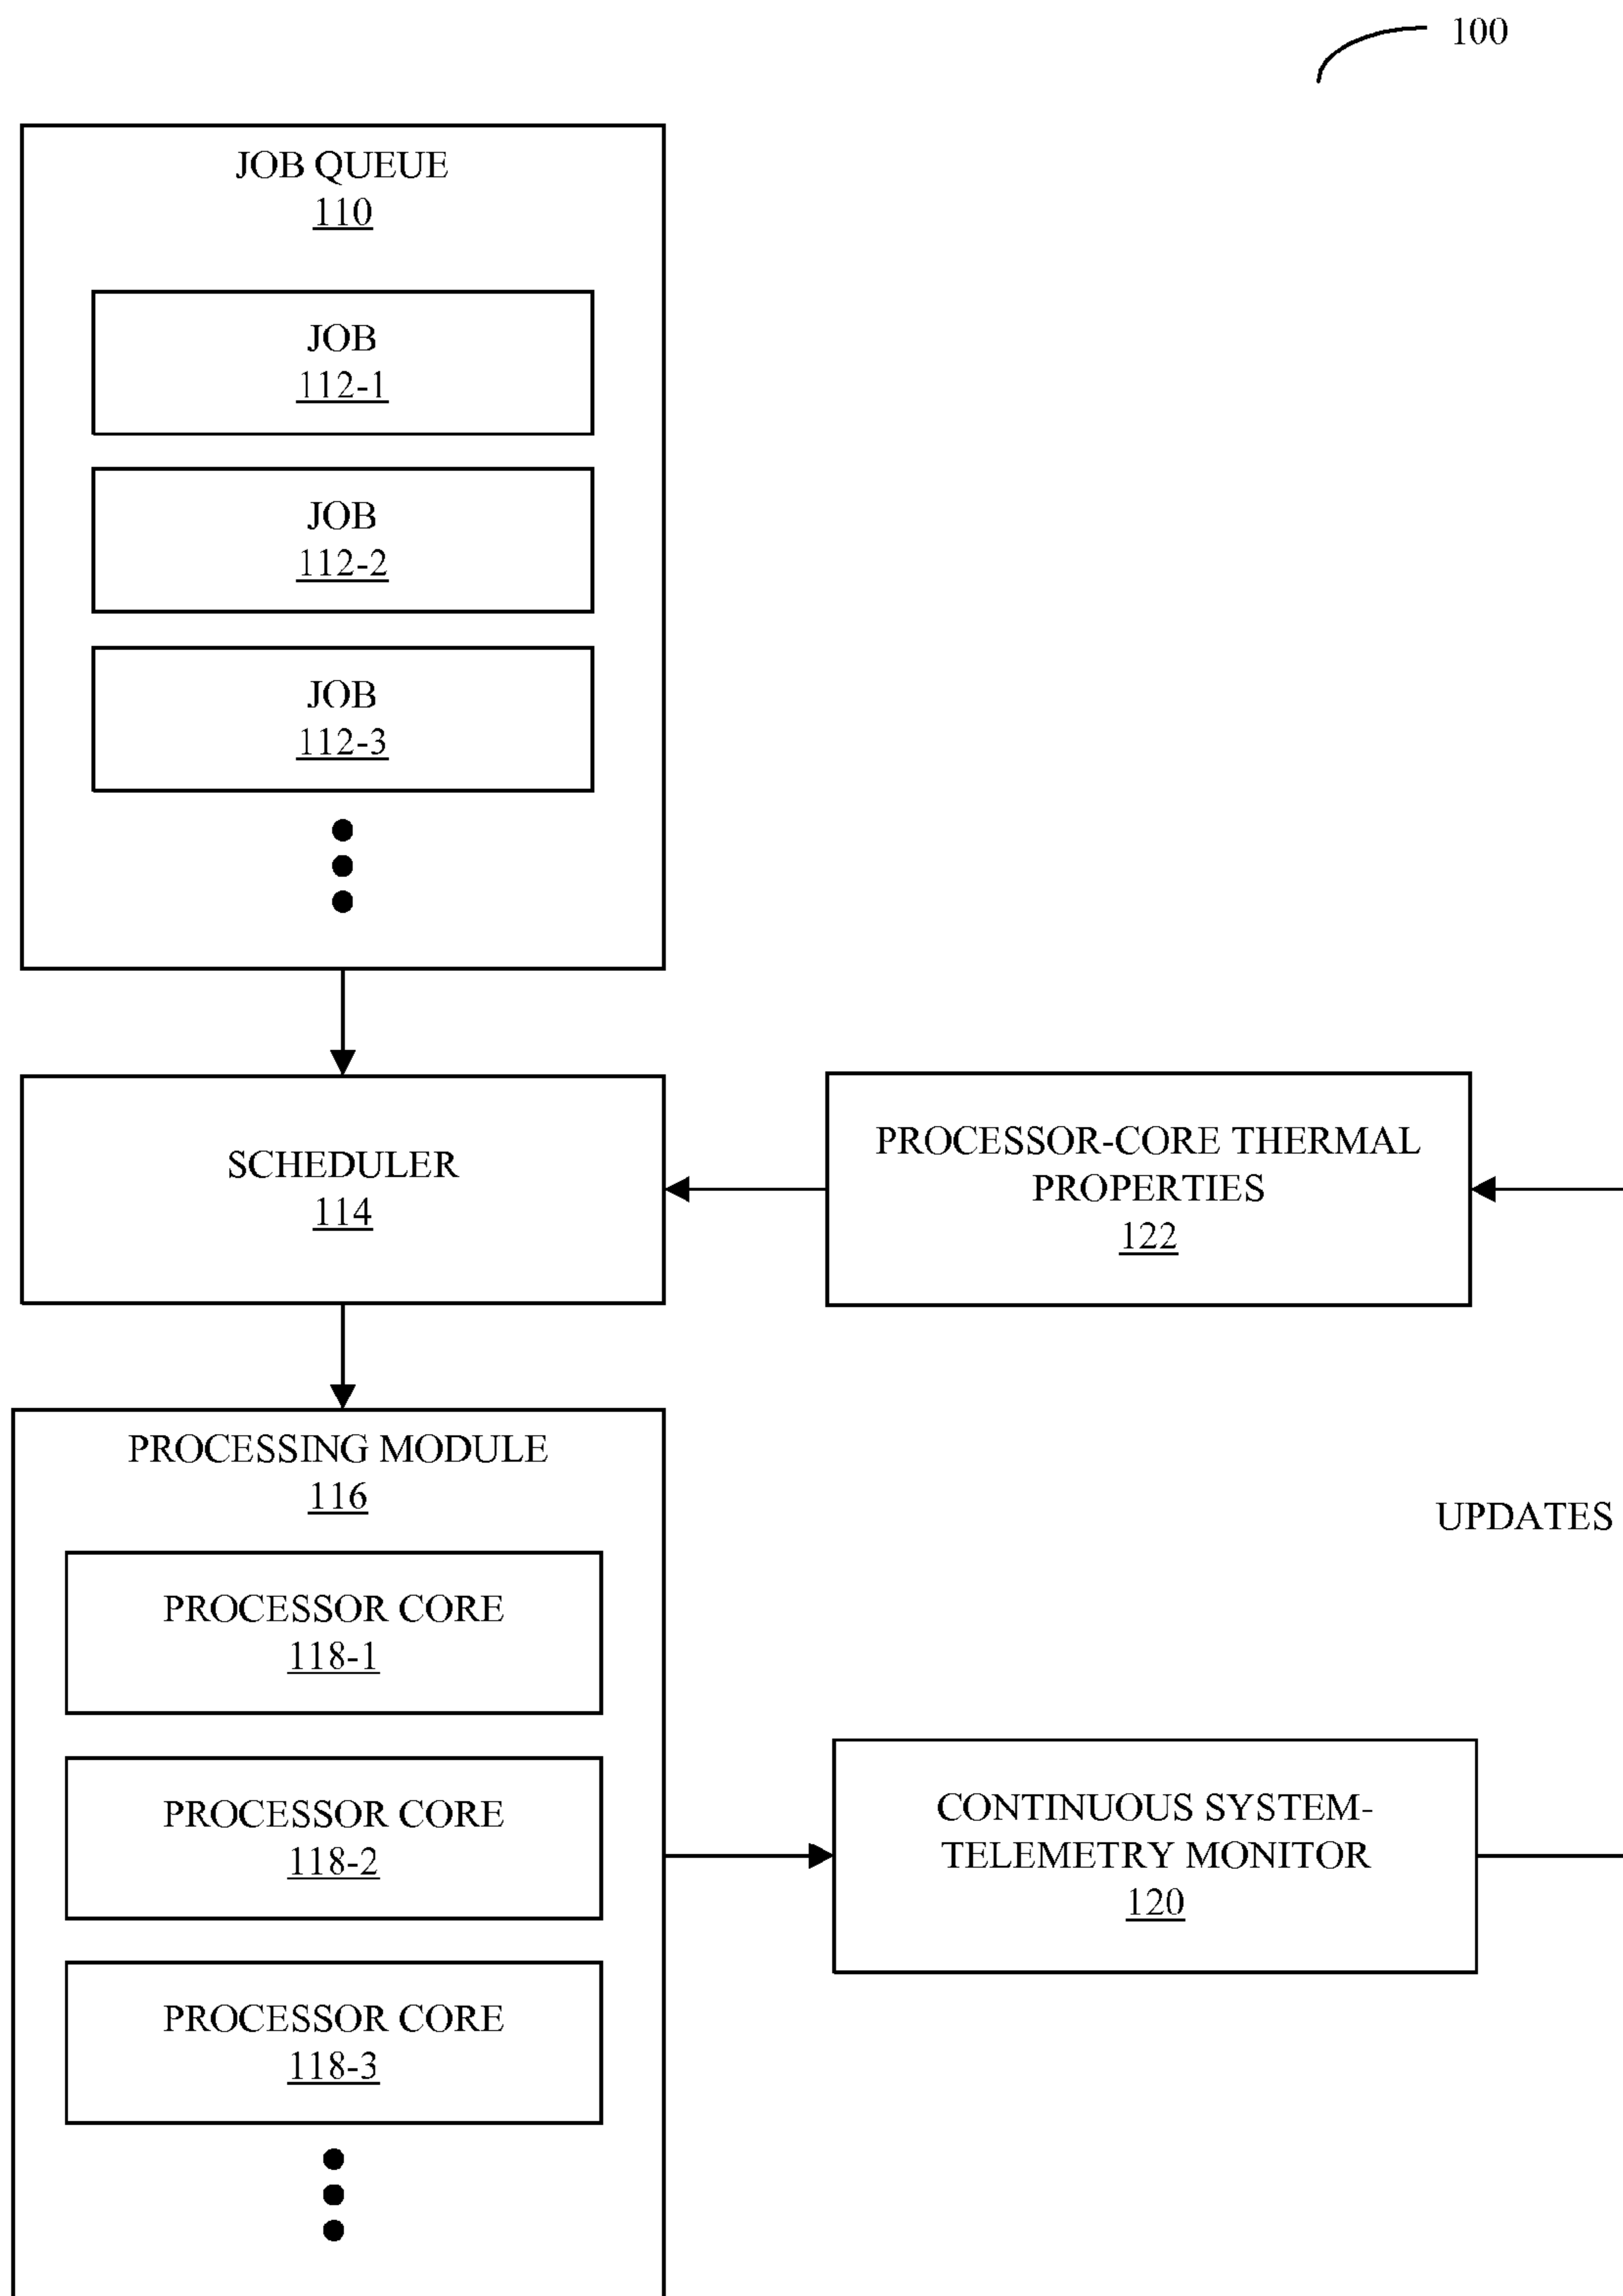 100
JOB QUEUE
110
JOB
112-1
JOB
112-2
JOB
112-3
SCHEDULER
114
PROCESSOR-CORE THERMAL
PROPERTIES
122
PROCESSING MODULE
116
UPDATES
PROCESSOR CORE
118-1
PROCESSOR CORE
118-2
PROCESSOR CORE
118-3
CONTINUOUS SYSTEM-
TELEMETRY MONITOR
120